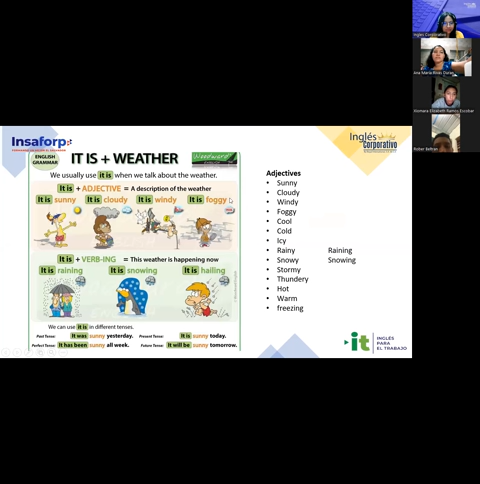 Insaforp
ENGLISH GRAMMAR
IT IS + WEATHER
Woodward
We usually use it is when we talk about the weather.
It is + ADJECTIVE = A description of the weather
It is sunny It is cloudy It is windy It is foggy
It is + VERB-ING = This weather is happening now
It is raining It is snowing It is hailing
We can use it is in different tenses.
Past Tense: It was sunny yesterday. Present Tense: It is sunny today.
Perfect Tense: It has been sunny all week. Future Tense: It will be sunny tomorrow.
Inglés
Corporativo
Adjectives
• Sunny
• Cloudy
• Windy
• Foggy
• Cool
• Cold
• Icy
• Rainy Raining
• Snowy Snowing
• Stormy
• Thundery
• Hot
• Warm
• freezing
it
INGLÉS
PARA
EL TRABAJO
Inglés Corporativo
Ana María Rivas Durán
Xiomara Elizabeth Ramos Escobar